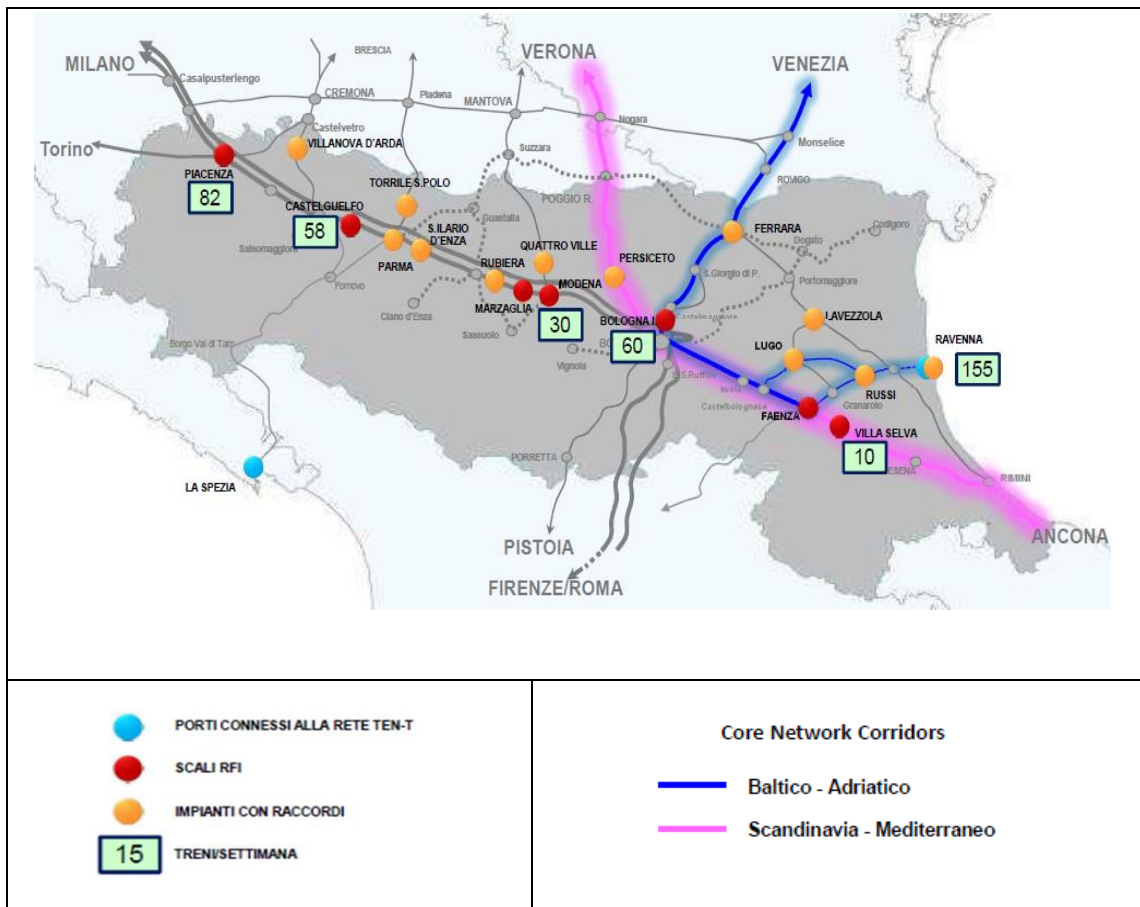 BRESCIA
VERONA
VENEZIA
MILANO
Casalpusterlengo
CREMONA
Piadena
MANTOVA
Nogara
Castelvetro
Monselice
Torino
VILLANOVA D'ARDA
Suzzara
ROVIGO
PIACENZA
82
TORRILE S.POLO
POGGIO R.
CASTELGUELFO
58
Guastalla
Codigoro
Salsomaggiore
S.ILARIO
D'ENZA
QUATTRO VILLE
FERRARA
Dogato
PARMA
RUBIERA
PERSICETO
S.Giorgio di P.
Portomaggiore
Fornovo
MODENA
MARZAGLIA
Ciano d'Enza
30
BOLOGNA I.
LAVEZZOLA
Sassuolo
60
RAVENNA
155
Borgo Val di Taro
Vignola
S.Ruffillo
LUGO
Imola
RUSSI
Castelbolognese
Granarolo
FAENZA
VILLA SELVA
10
PORRETTA
RIMINI
LA SPEZIA
PISTOIA
ANCONA
FIRENZE/ROMA
PORTI CONNESSI ALLA RETE TEN-T
SCALI RFI
IMPIANTI CON RACCORDI
15
TRENI/SETTIMANA
Core Network Corridors
Baltico - Adriatico
Scandinavia - Mediterraneo